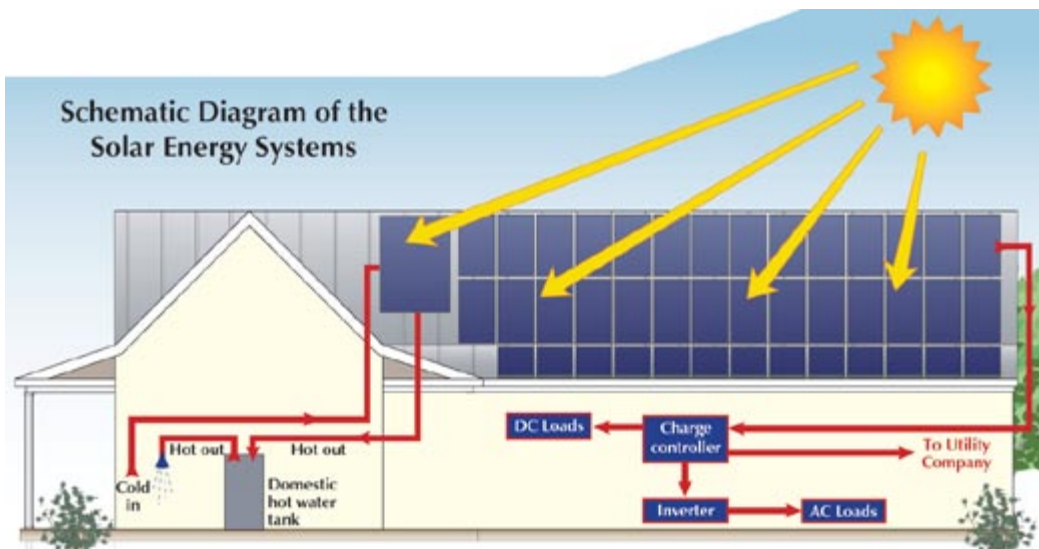 Schematic Diagram of the
Solar Energy Systems
DC Loads
Charge
controller
To Utility
Company
Hot out
Hot out
Cold
in
Domestic
hot water
tank
Inverter
AC Loads